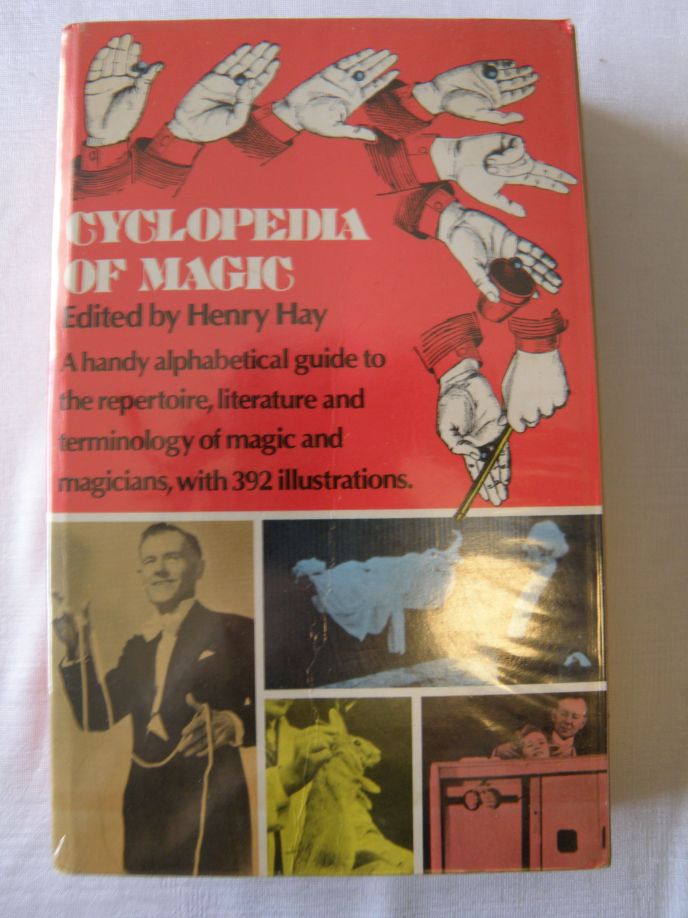 CYCLOPEDIA
OF MAGIC
Edited by Henry Hay
A handy alphabetical guide to
the repertoire, literature and
terminology of magic and
magicians, with 392 illustrations.